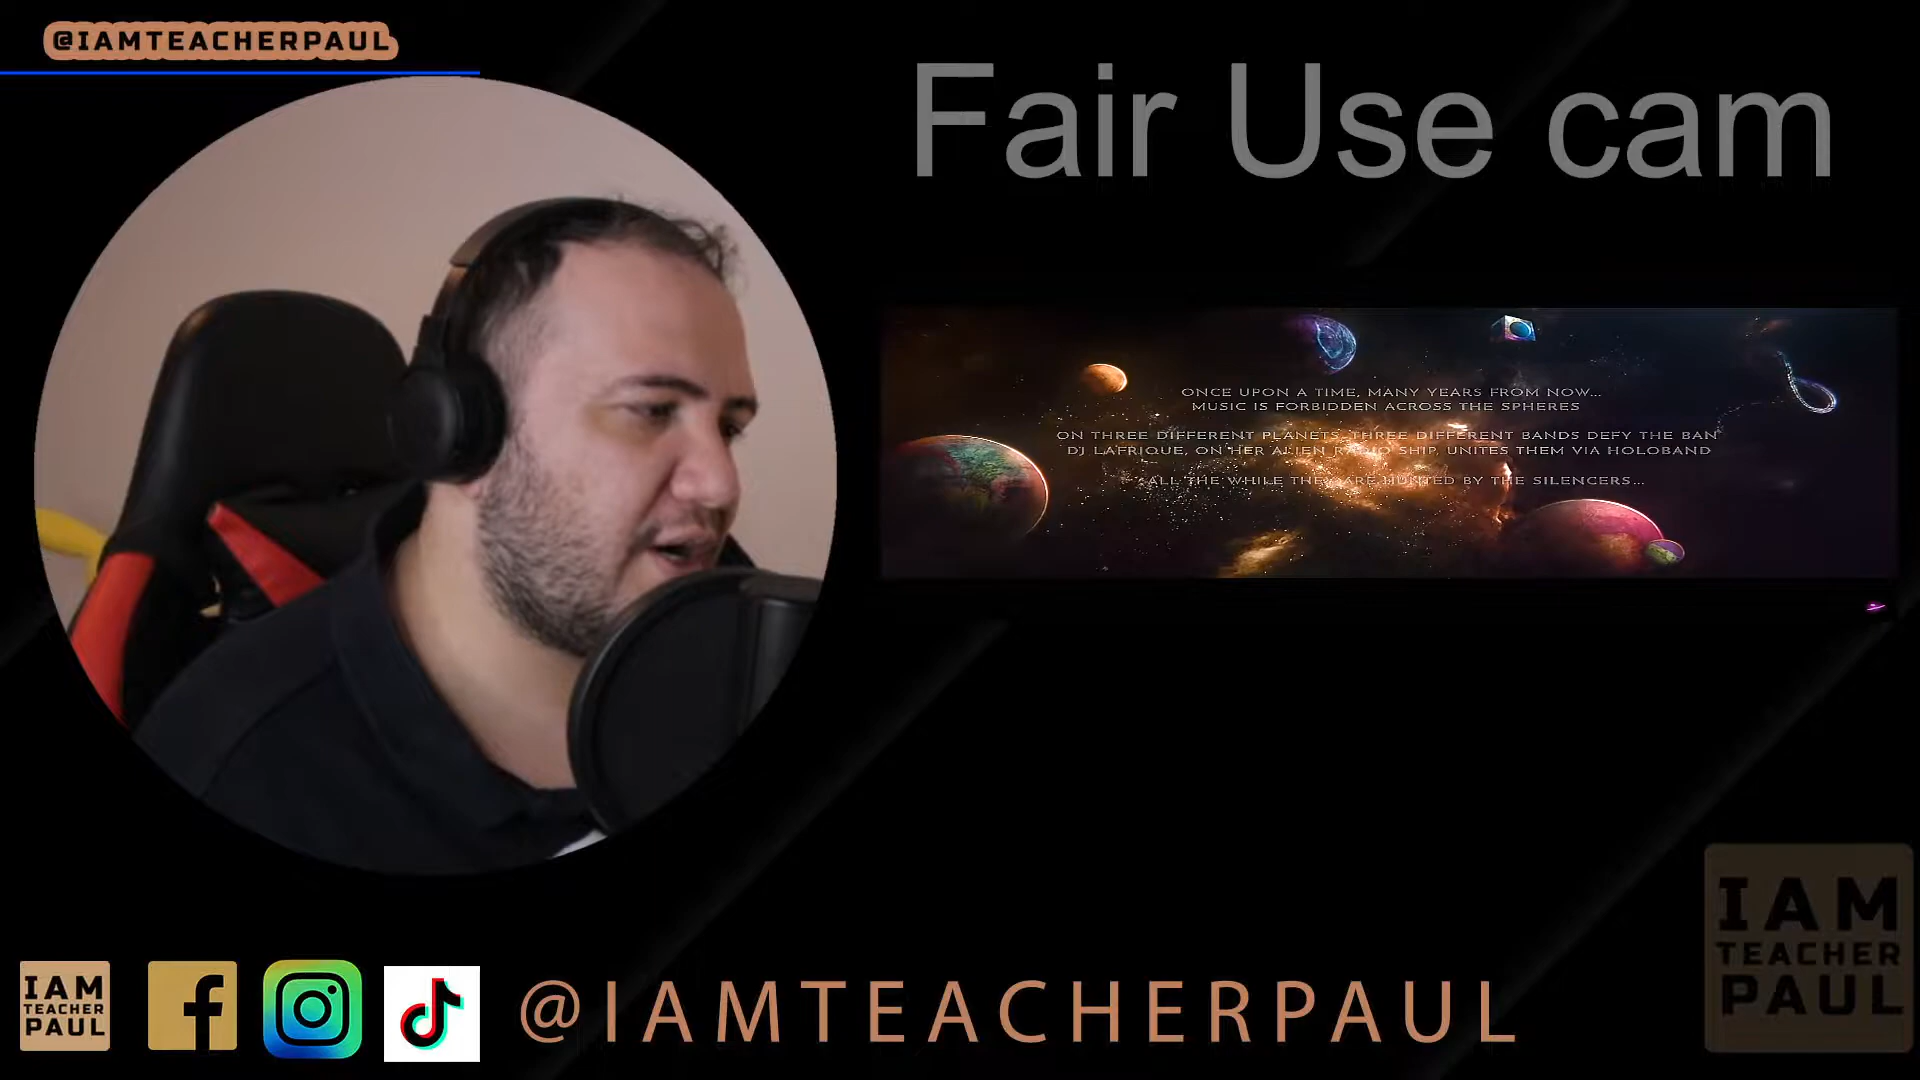 @IAMTEACHERPAUL
Fair Use cam
ONCE UPON A TIME, MANY YEARS FROM NOW...
MUSIC IS FORBIDDEN ACROSS THE SPHERES
ON THREE DIFFERENT PLANETS, THREE DIFFERENT BANDS DEFY THE BAN
DJ LAFRIQUE, ON HER ALIEN RADIO SHIP, UNITES THEM VIA HOLOBAND
ALL THE WHILE THEY ARE HUNTED BY THE SILENCERS...
IAM
TEACHER
PAUL
@IAMTEACHERPAUL
IAM
TEACHER
PAUL